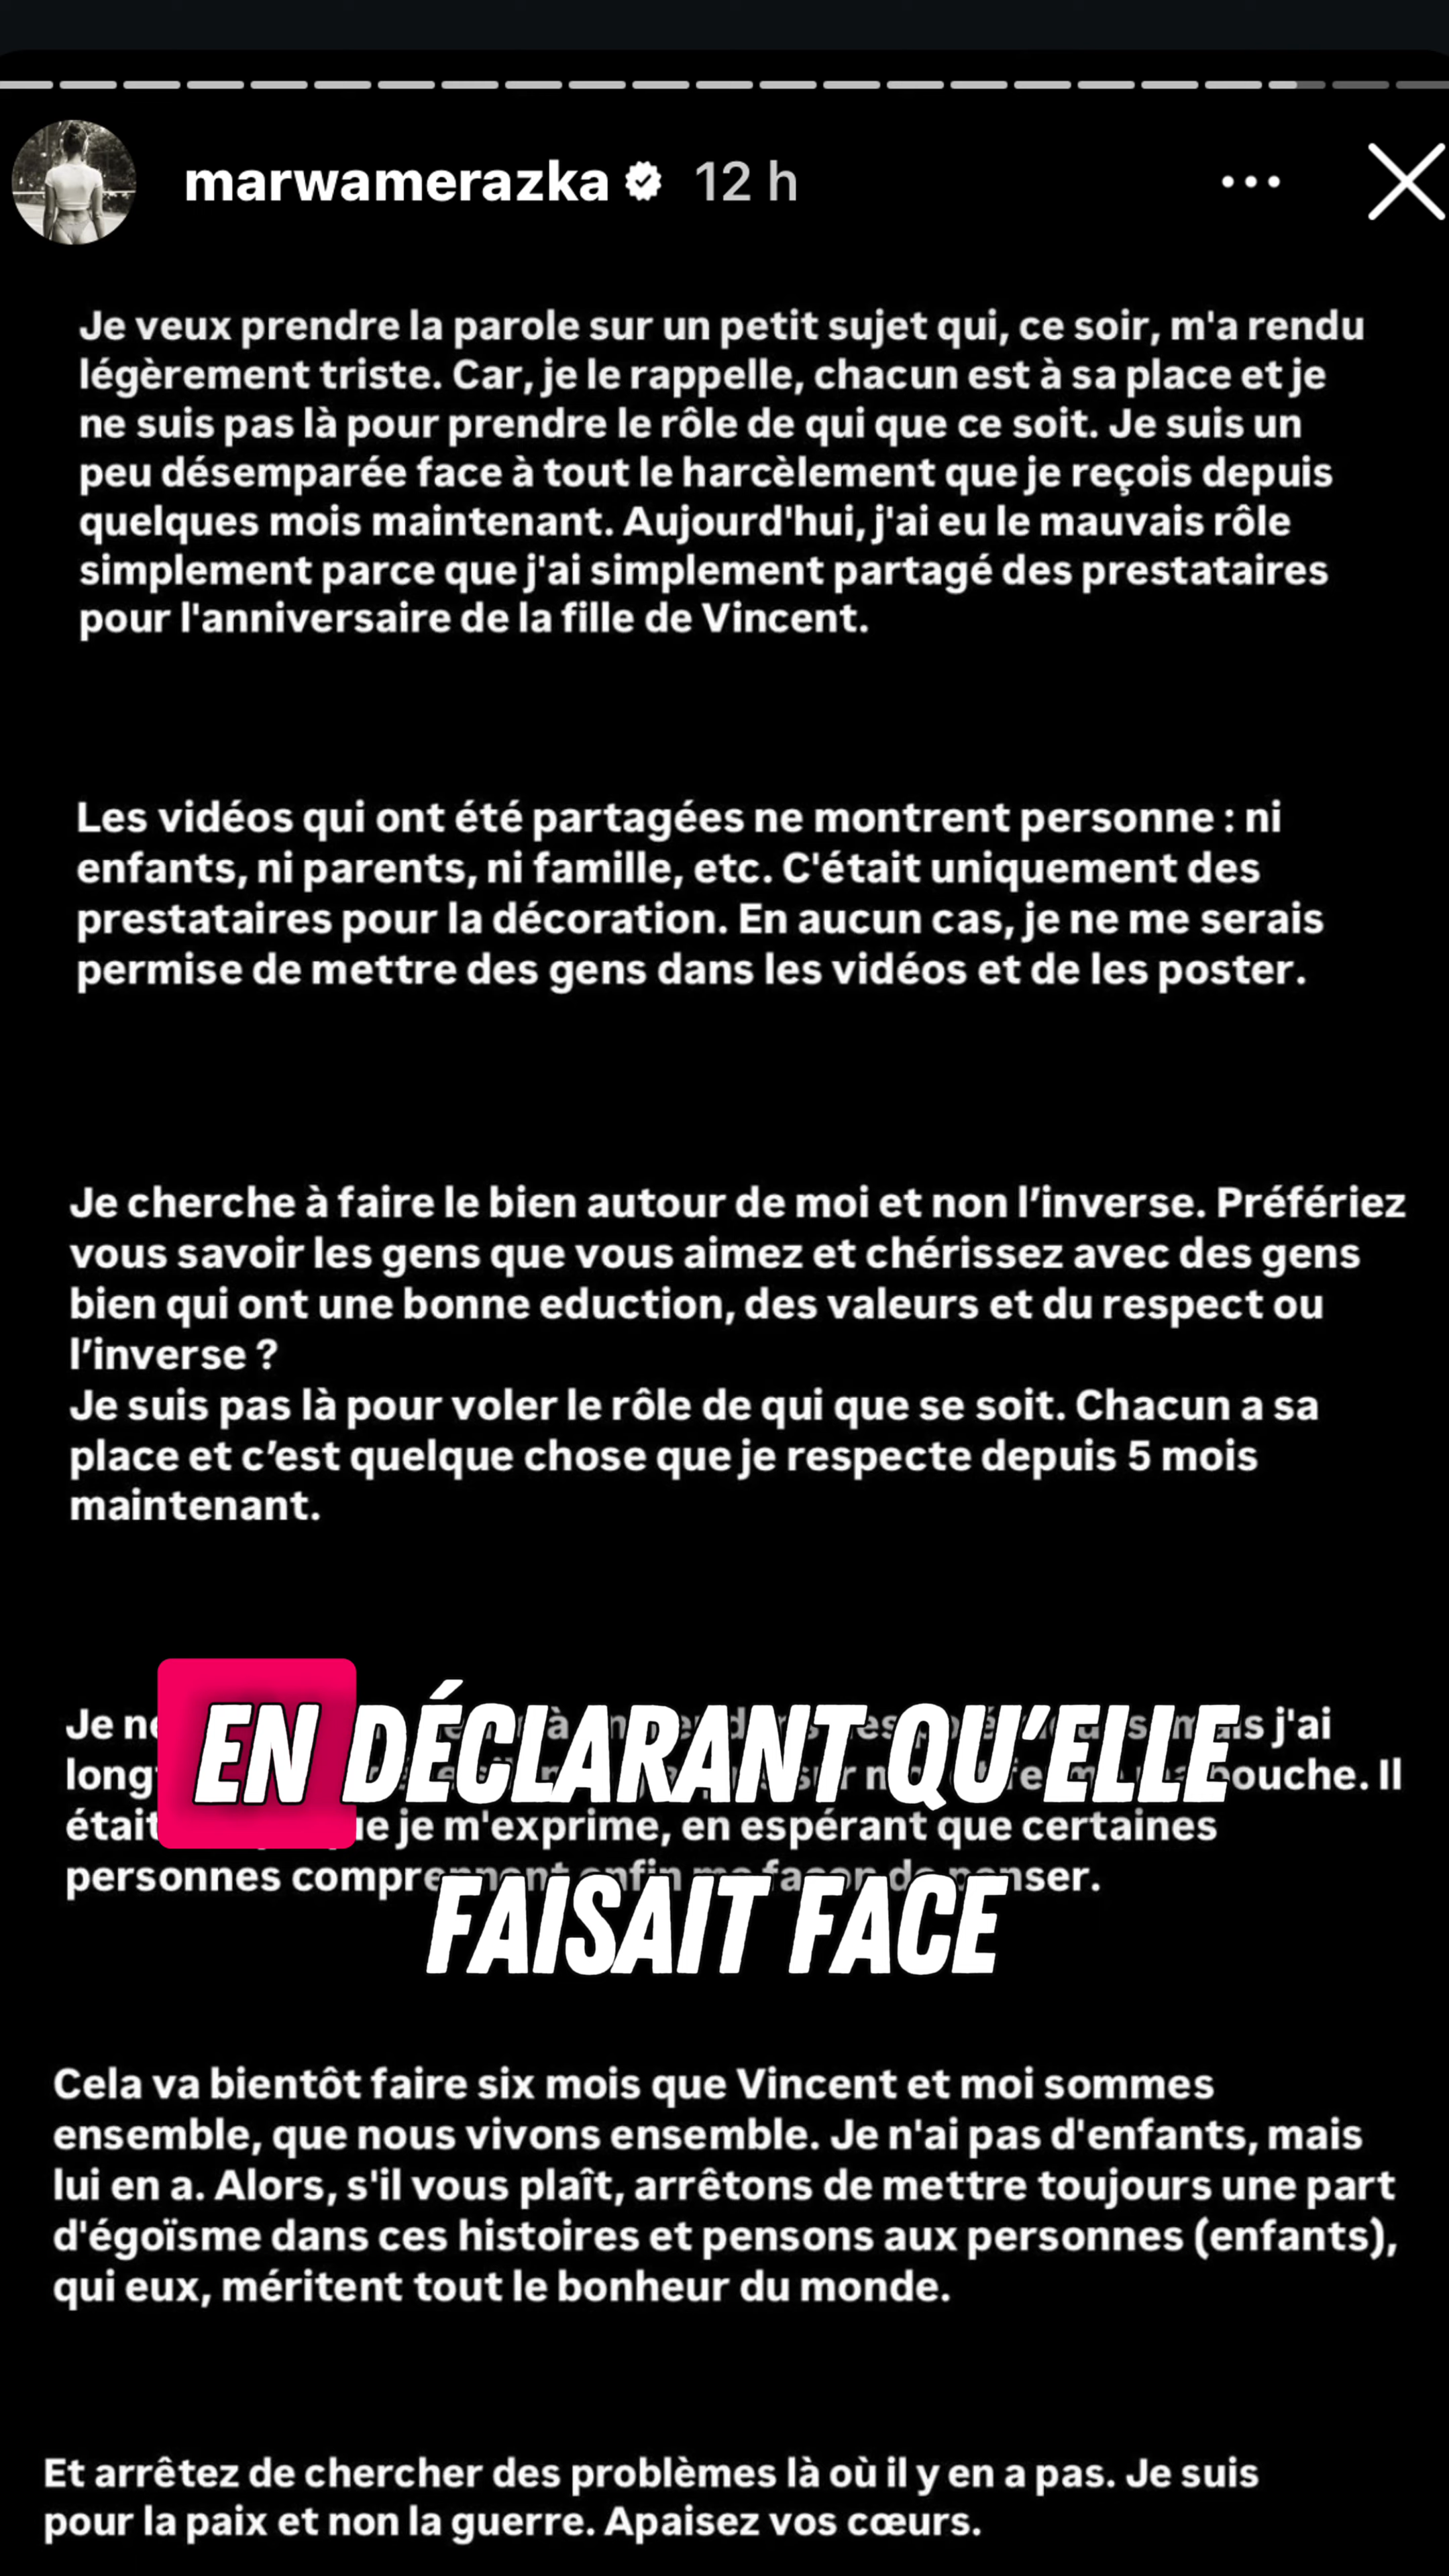 marwamerazka 12 h
Je veux prendre la parole sur un petit sujet qui, ce soir, m'a rendu
légèrement triste. Car, je le rappelle, chacun est à sa place et je
ne suis pas là pour prendre le rôle de qui que ce soit. Je suis un
peu désemparée face à tout le harcèlement que je reçois depuis
quelques mois maintenant. Aujourd'hui, j'ai eu le mauvais rôle
simplement parce que j'ai simplement partagé des prestataires
pour l'anniversaire de la fille de Vincent.
Les vidéos qui ont été partagées ne montrent personne : ni
enfants, ni parents, ni famille, etc. C'était uniquement des
prestataires pour la décoration. En aucun cas, je ne me serais
permise de mettre des gens dans les vidéos et de les poster.
Je cherche à faire le bien autour de moi et non l’inverse. Préfériez
vous savoir les gens que vous aimez et chérissez avec des gens
bien qui ont une bonne eduction, des valeurs et du respect ou
l’inverse ?
Je suis pas là pour voler le rôle de qui que se soit. Chacun a sa
place et c’est quelque chose que je respecte depuis 5 mois
maintenant.
Je j'ai
bouche. Il
était je m'exprime, en espérant que certaines
personnes comprennent enfin ma façon de penser.
EN DÉCLARANT QU’ELLE
FAISAIT FACE
Cela va bientôt faire six mois que Vincent et moi sommes
ensemble, que nous vivons ensemble. Je n'ai pas d'enfants, mais
lui en a. Alors, s'il vous plaît, arrêtons de mettre toujours une part
d'égoïsme dans ces histoires et pensons aux personnes (enfants),
qui eux, méritent tout le bonheur du monde.
Et arrêtez de chercher des problèmes là où il y en a pas. Je suis
pour la paix et non la guerre. Apaisez vos cœurs.